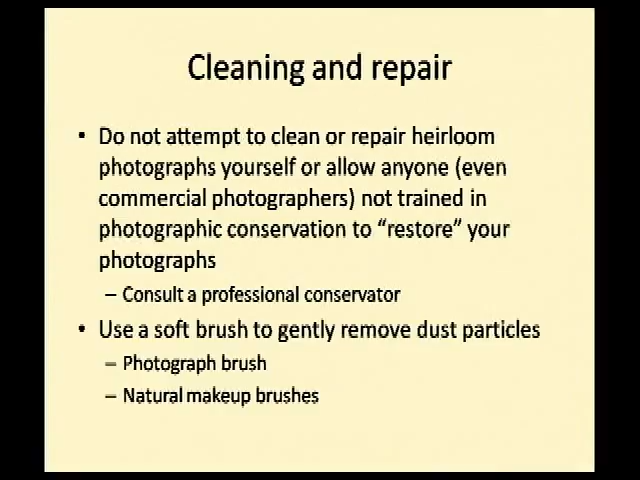 Cleaning and repair
• Do not attempt to clean or repair heirloom
photographs yourself or allow anyone (even
commercial photographers) not trained in
photographic conservation to “restore” your
photographs
– Consult a professional conservator
• Use a soft brush to gently remove dust particles
– Photograph brush
– Natural makeup brushes